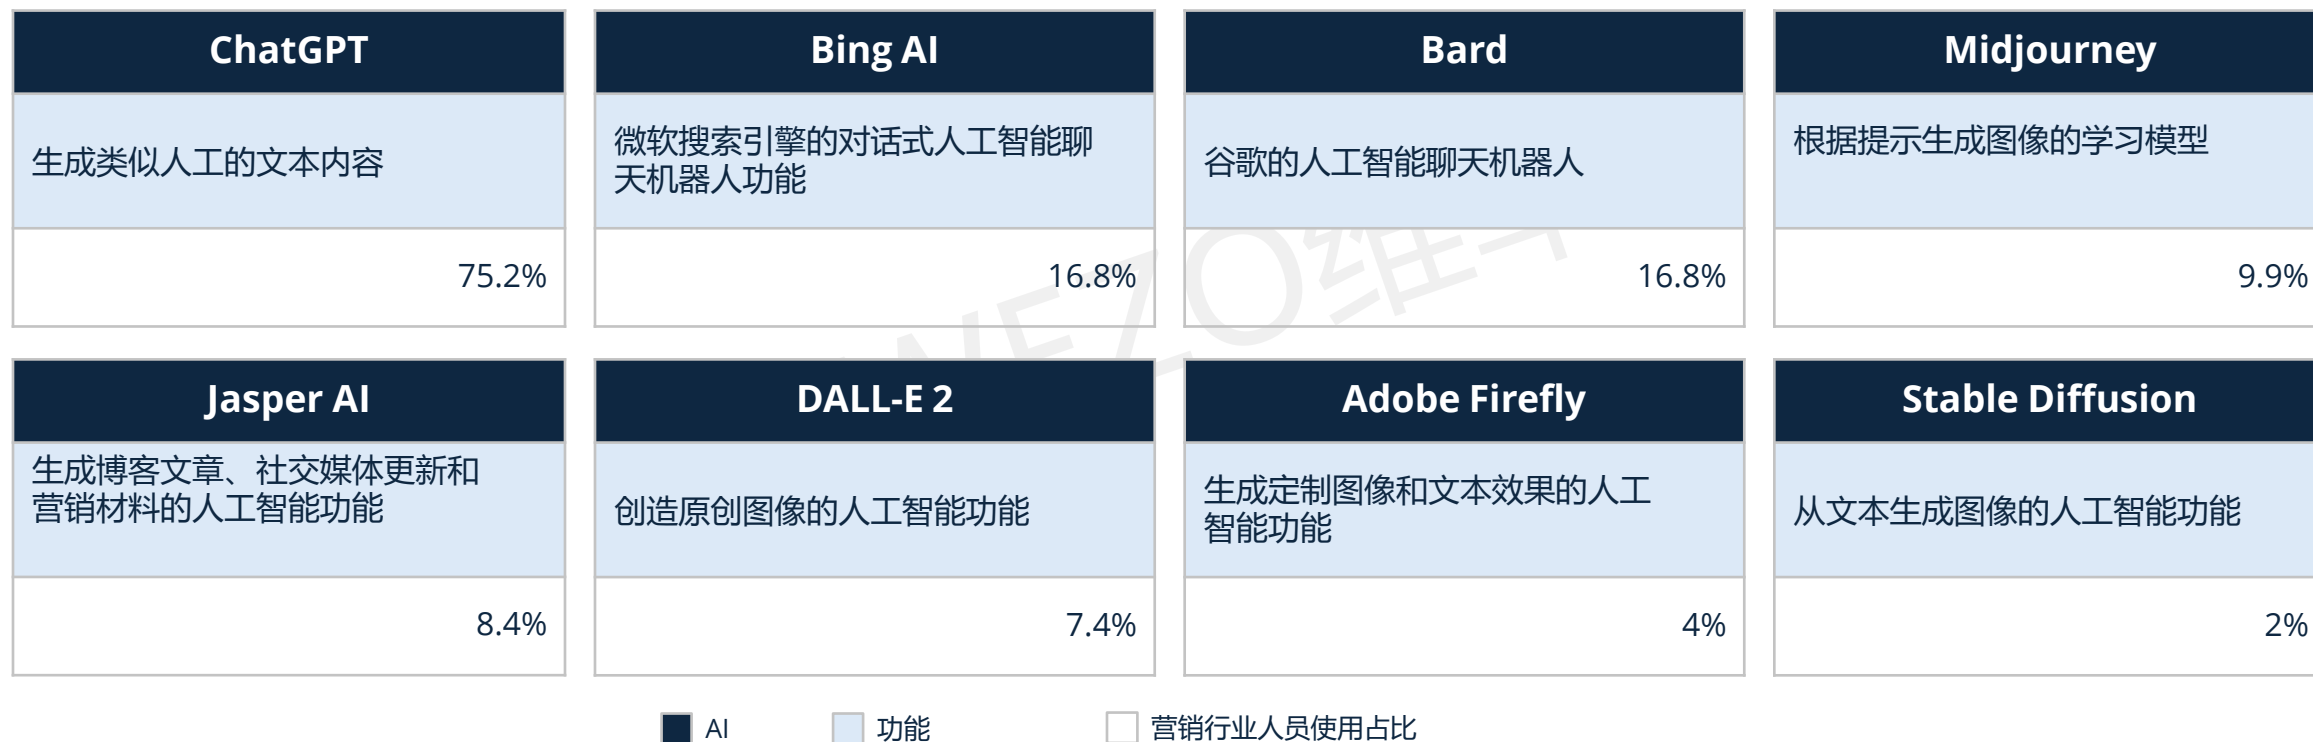 ChatGPT
生成类似人工的文本内容
75.2%
Bing AI
微软搜索引擎的对话式人工智能聊
天机器人功能
16.8%
Bard
谷歌的人工智能聊天机器人
16.8%
Midjourney
根据提示生成图像的学习模型
9.9%
Jasper AI
生成博客文章、社交媒体更新和
营销材料的人工智能功能
8.4%
DALL-E 2
创造原创图像的人工智能功能
7.4%
Adobe Firefly
生成定制图像和文本效果的人工
智能功能
4%
Stable Diffusion
从文本生成图像的人工智能功能
2%
AI
功能
营销行业人员使用占比